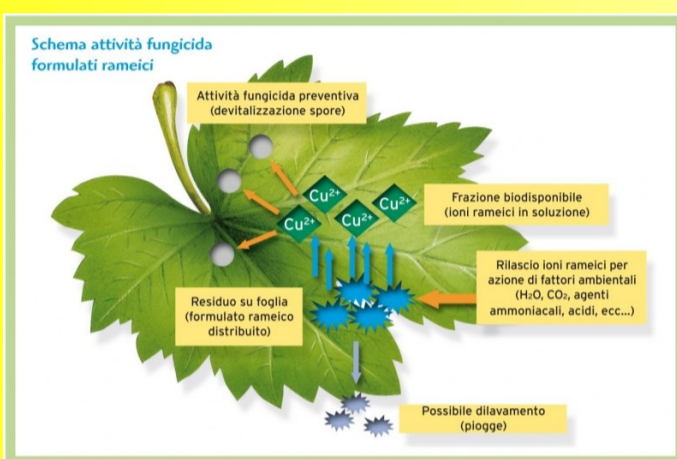 Schema attività fungicida
formulati rameici
Attività fungicida preventiva
(devitalizzazione spore)
Cu²⁺
Cu²⁺
Cu²⁺
Cu²⁺
Frazione biodisponibile
(ioni rameici in soluzione)
Rilascio ioni rameici per
azione di fattori ambientali
(H₂O, CO₂, agenti
ammoniacali, acidi, ecc...)
Residuo su foglia
(formulato rameico
distribuito)
Possibile dilavamento
(piogge)